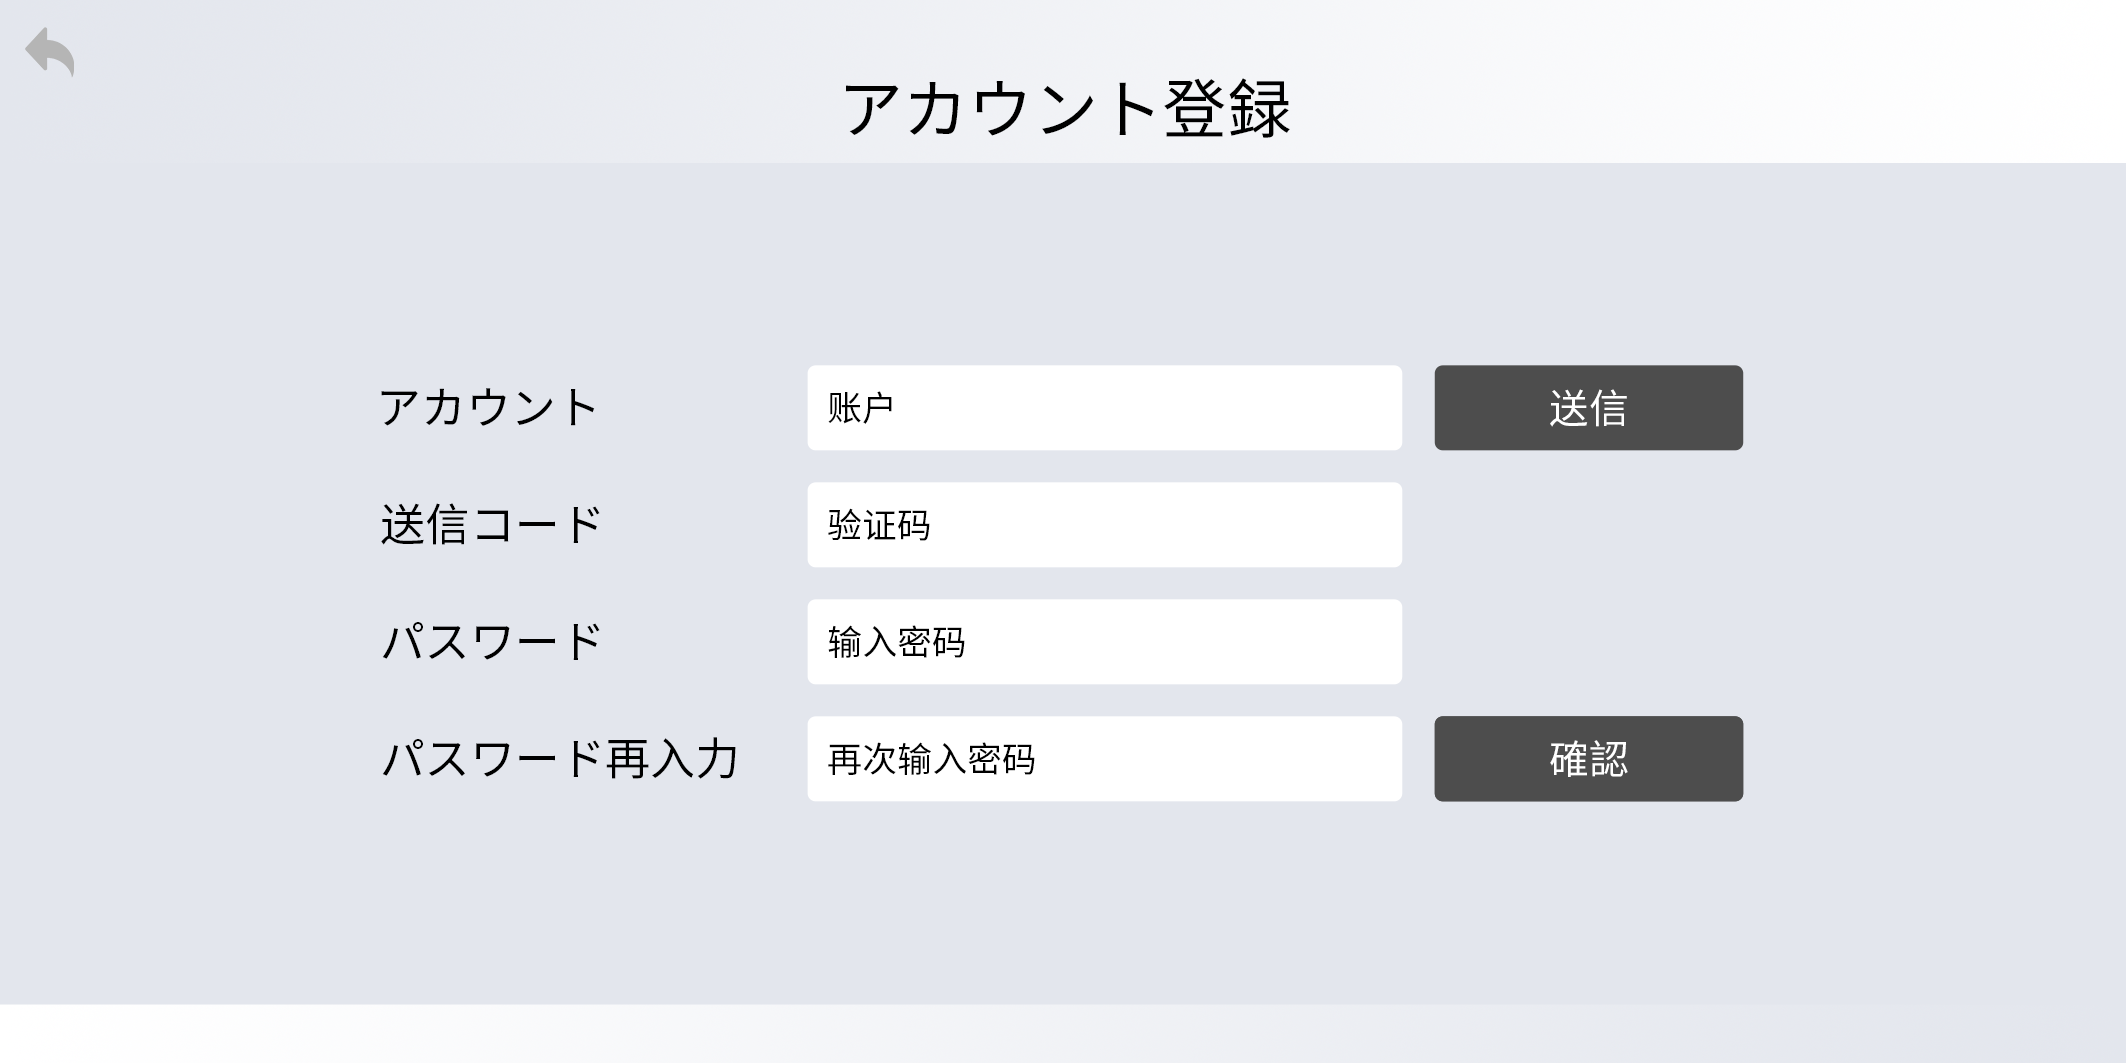 アカウント登録
アカウント
账户
送信
送信コード
验证码
パスワード
输入密码
パスワード再入力
再次输入密码
確認